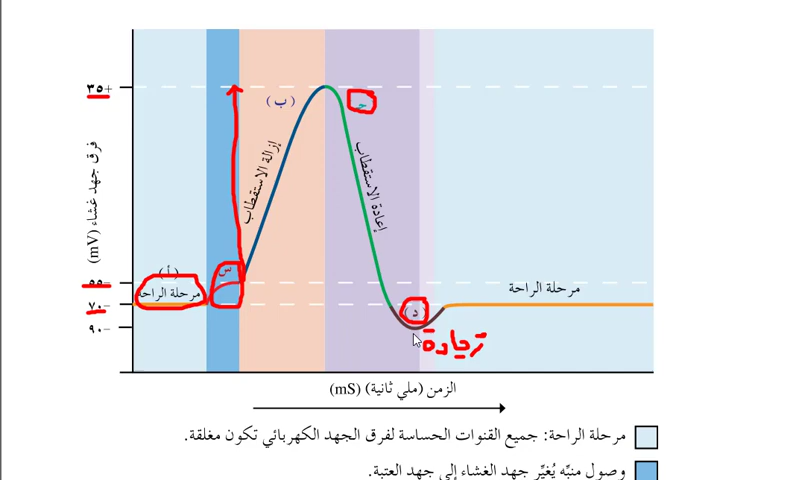 +٣٥
(ب)
جـ
إزالة الاستقطاب
إعادة الاستقطاب
فرق جهد غشاء (mV)
س
(أ)
-٥٥
مرحلة الراحة
مرحلة الراحة
-٧٠
(د)
-٩٠
زيادة
الزمن (ملي ثانية) (mS)
مرحلة الراحة: جميع القنوات الحساسة لفرق الجهد الكهربائي تكون مغلقة.
وصول منبِّه يُغيِّر جهد الغشاء إلى جهد العتبة.